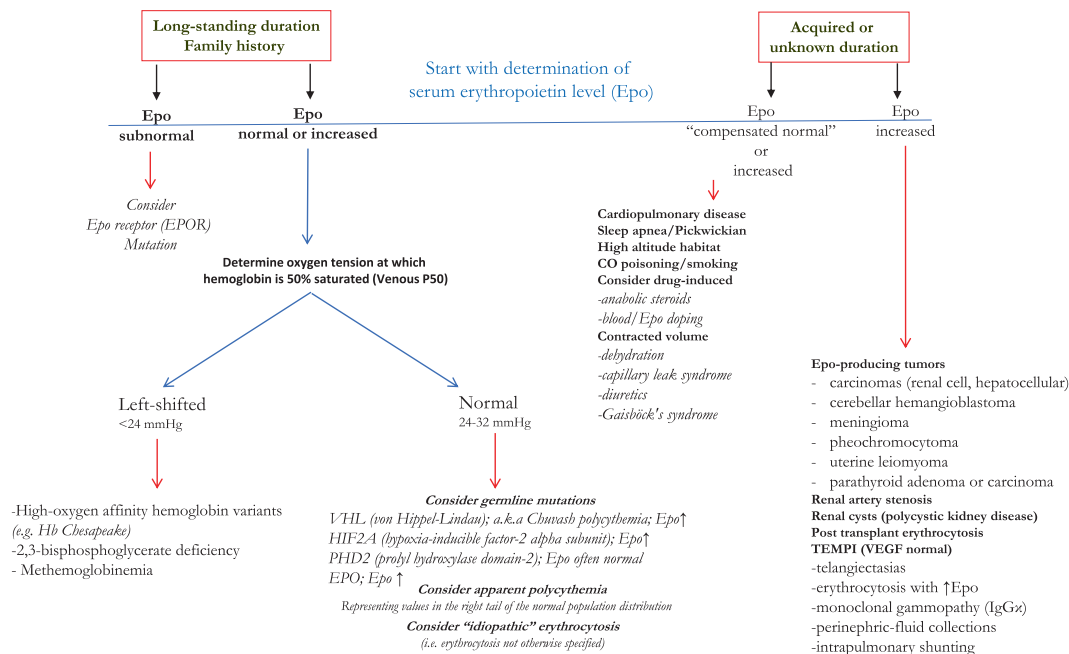 Long-standing duration
Family history
Acquired or
unknown duration
Start with determination of
serum erythropoietin level (Epo)
Epo
subnormal
Epo
normal or increased
Epo
“compensated normal”
or
increased
Epo
increased
Consider
Epo receptor (EPOR)
Mutation
Determine oxygen tension at which
hemoglobin is 50% saturated (Venous P50)
Left-shifted
<24 mmHg
Normal
24-32 mmHg
-High-oxygen affinity hemoglobin variants
(e.g. Hb Chesapeake)
-2,3-bisphosphoglycerate deficiency
- Methemoglobinemia
Consider germline mutations
VHL (von Hippel-Lindau); a.k.a Chuvash polycythemia; Epo↑
HIF2A (hypoxia-inducible factor-2 alpha subunit); Epo↑
PHD2 (prolyl hydroxylase domain-2); Epo often normal
EPO; Epo ↑
Consider apparent polycythemia
Representing values in the right tail of the normal population distribution
Consider “idiopathic” erythrocytosis
(i.e. erythrocytosis not otherwise specified)
Cardiopulmonary disease
Sleep apnea/Pickwickian
High altitude habitat
CO poisoning/smoking
Consider drug-induced
-anabolic steroids
-blood/Epo doping
Contracted volume
-dehydration
-capillary leak syndrome
-diuretics
-Gaisböck's syndrome
Epo-producing tumors
- carcinomas (renal cell, hepatocellular)
- cerebellar hemangioblastoma
- meningioma
- pheochromocytoma
- uterine leiomyoma
- parathyroid adenoma or carcinoma
Renal artery stenosis
Renal cysts (polycystic kidney disease)
Post transplant erythrocytosis
TEMPI (VEGF normal)
-telangiectasias
-erythrocytosis with ↑Epo
-monoclonal gammopathy (IgGϰ)
-perinephric-fluid collections
-intrapulmonary shunting